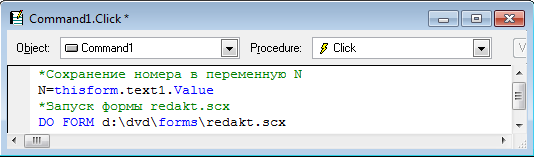 Command1.Click *
Object: Command1 Procedure: Click
*Сохранение номера в переменную N
N=thisform.text1.Value
*Запуск формы redakt.scx
DO FORM d:\dvd\forms\redakt.scx